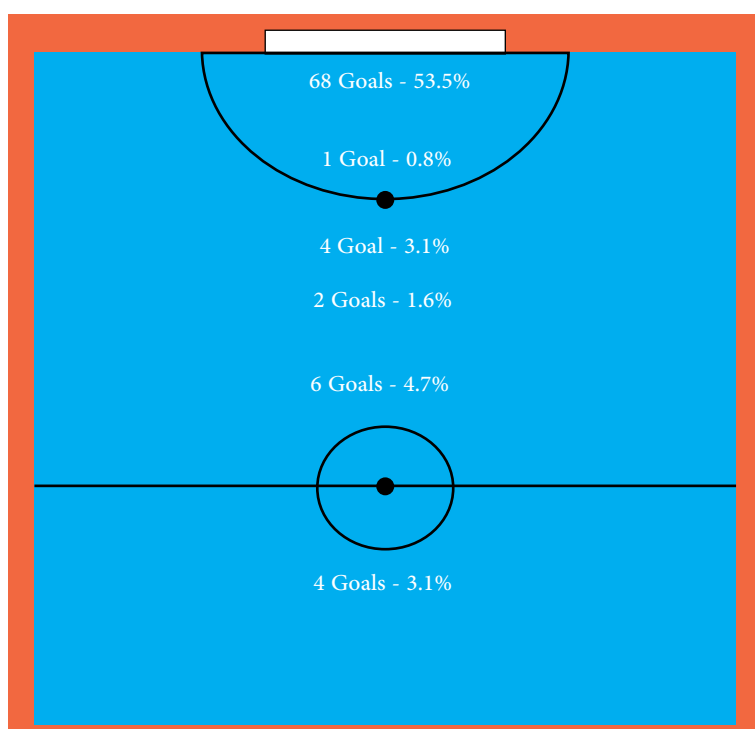 68 Goals - 53.5%
1 Goal - 0.8%
4 Goal - 3.1%
2 Goals - 1.6%
6 Goals - 4.7%
4 Goals - 3.1%